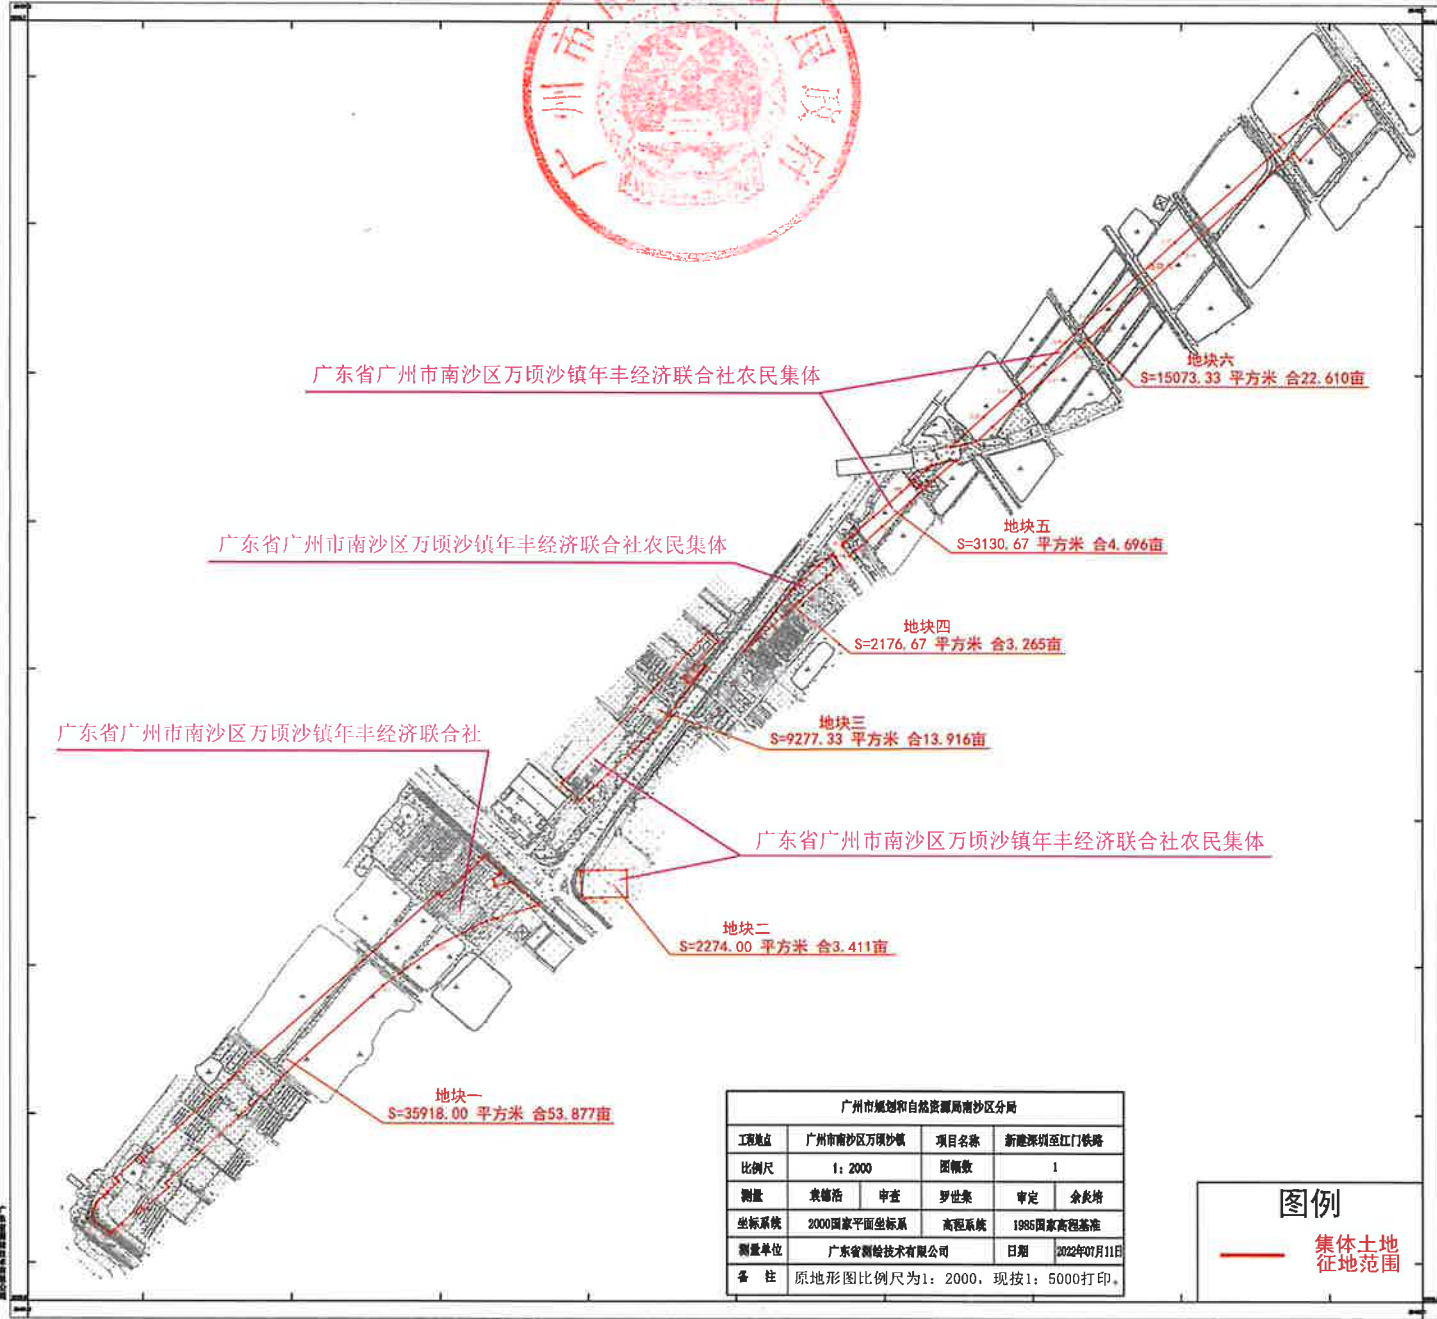 广州市
民政府
广东省广州市南沙区万顷沙镇年丰经济联合社农民集体
地块六
S=15073.33 平方米 合22.610亩
地块五
S=3130.67 平方米 合4.696亩
广东省广州市南沙区万顷沙镇年丰经济联合社农民集体
地块四
S=2176.67 平方米 合3.265亩
地块三
S=9277.33 平方米 合13.916亩
广东省广州市南沙区万顷沙镇年丰经济联合社
广东省广州市南沙区万顷沙镇年丰经济联合社农民集体
地块二
S=2274.00 平方米 合3.411亩
地块一
S=35918.00 平方米 合53.877亩
广州市规划和自然资源局南沙区分局
工程地点 广州市南沙区万顷沙镇 项目名称 新建深圳至江门铁路
比例尺 1: 2000 图幅数 1
测量 袁德浩 审查 罗世集 审定 余炎培
坐标系统 2000国家平面坐标系 高程系统 1985国家高程基准
测量单位 广东省测绘技术有限公司 日期 2022年07月11日
备 注 原地形图比例尺为1: 2000, 现按1: 5000打印。
图例
集体土地
征地范围